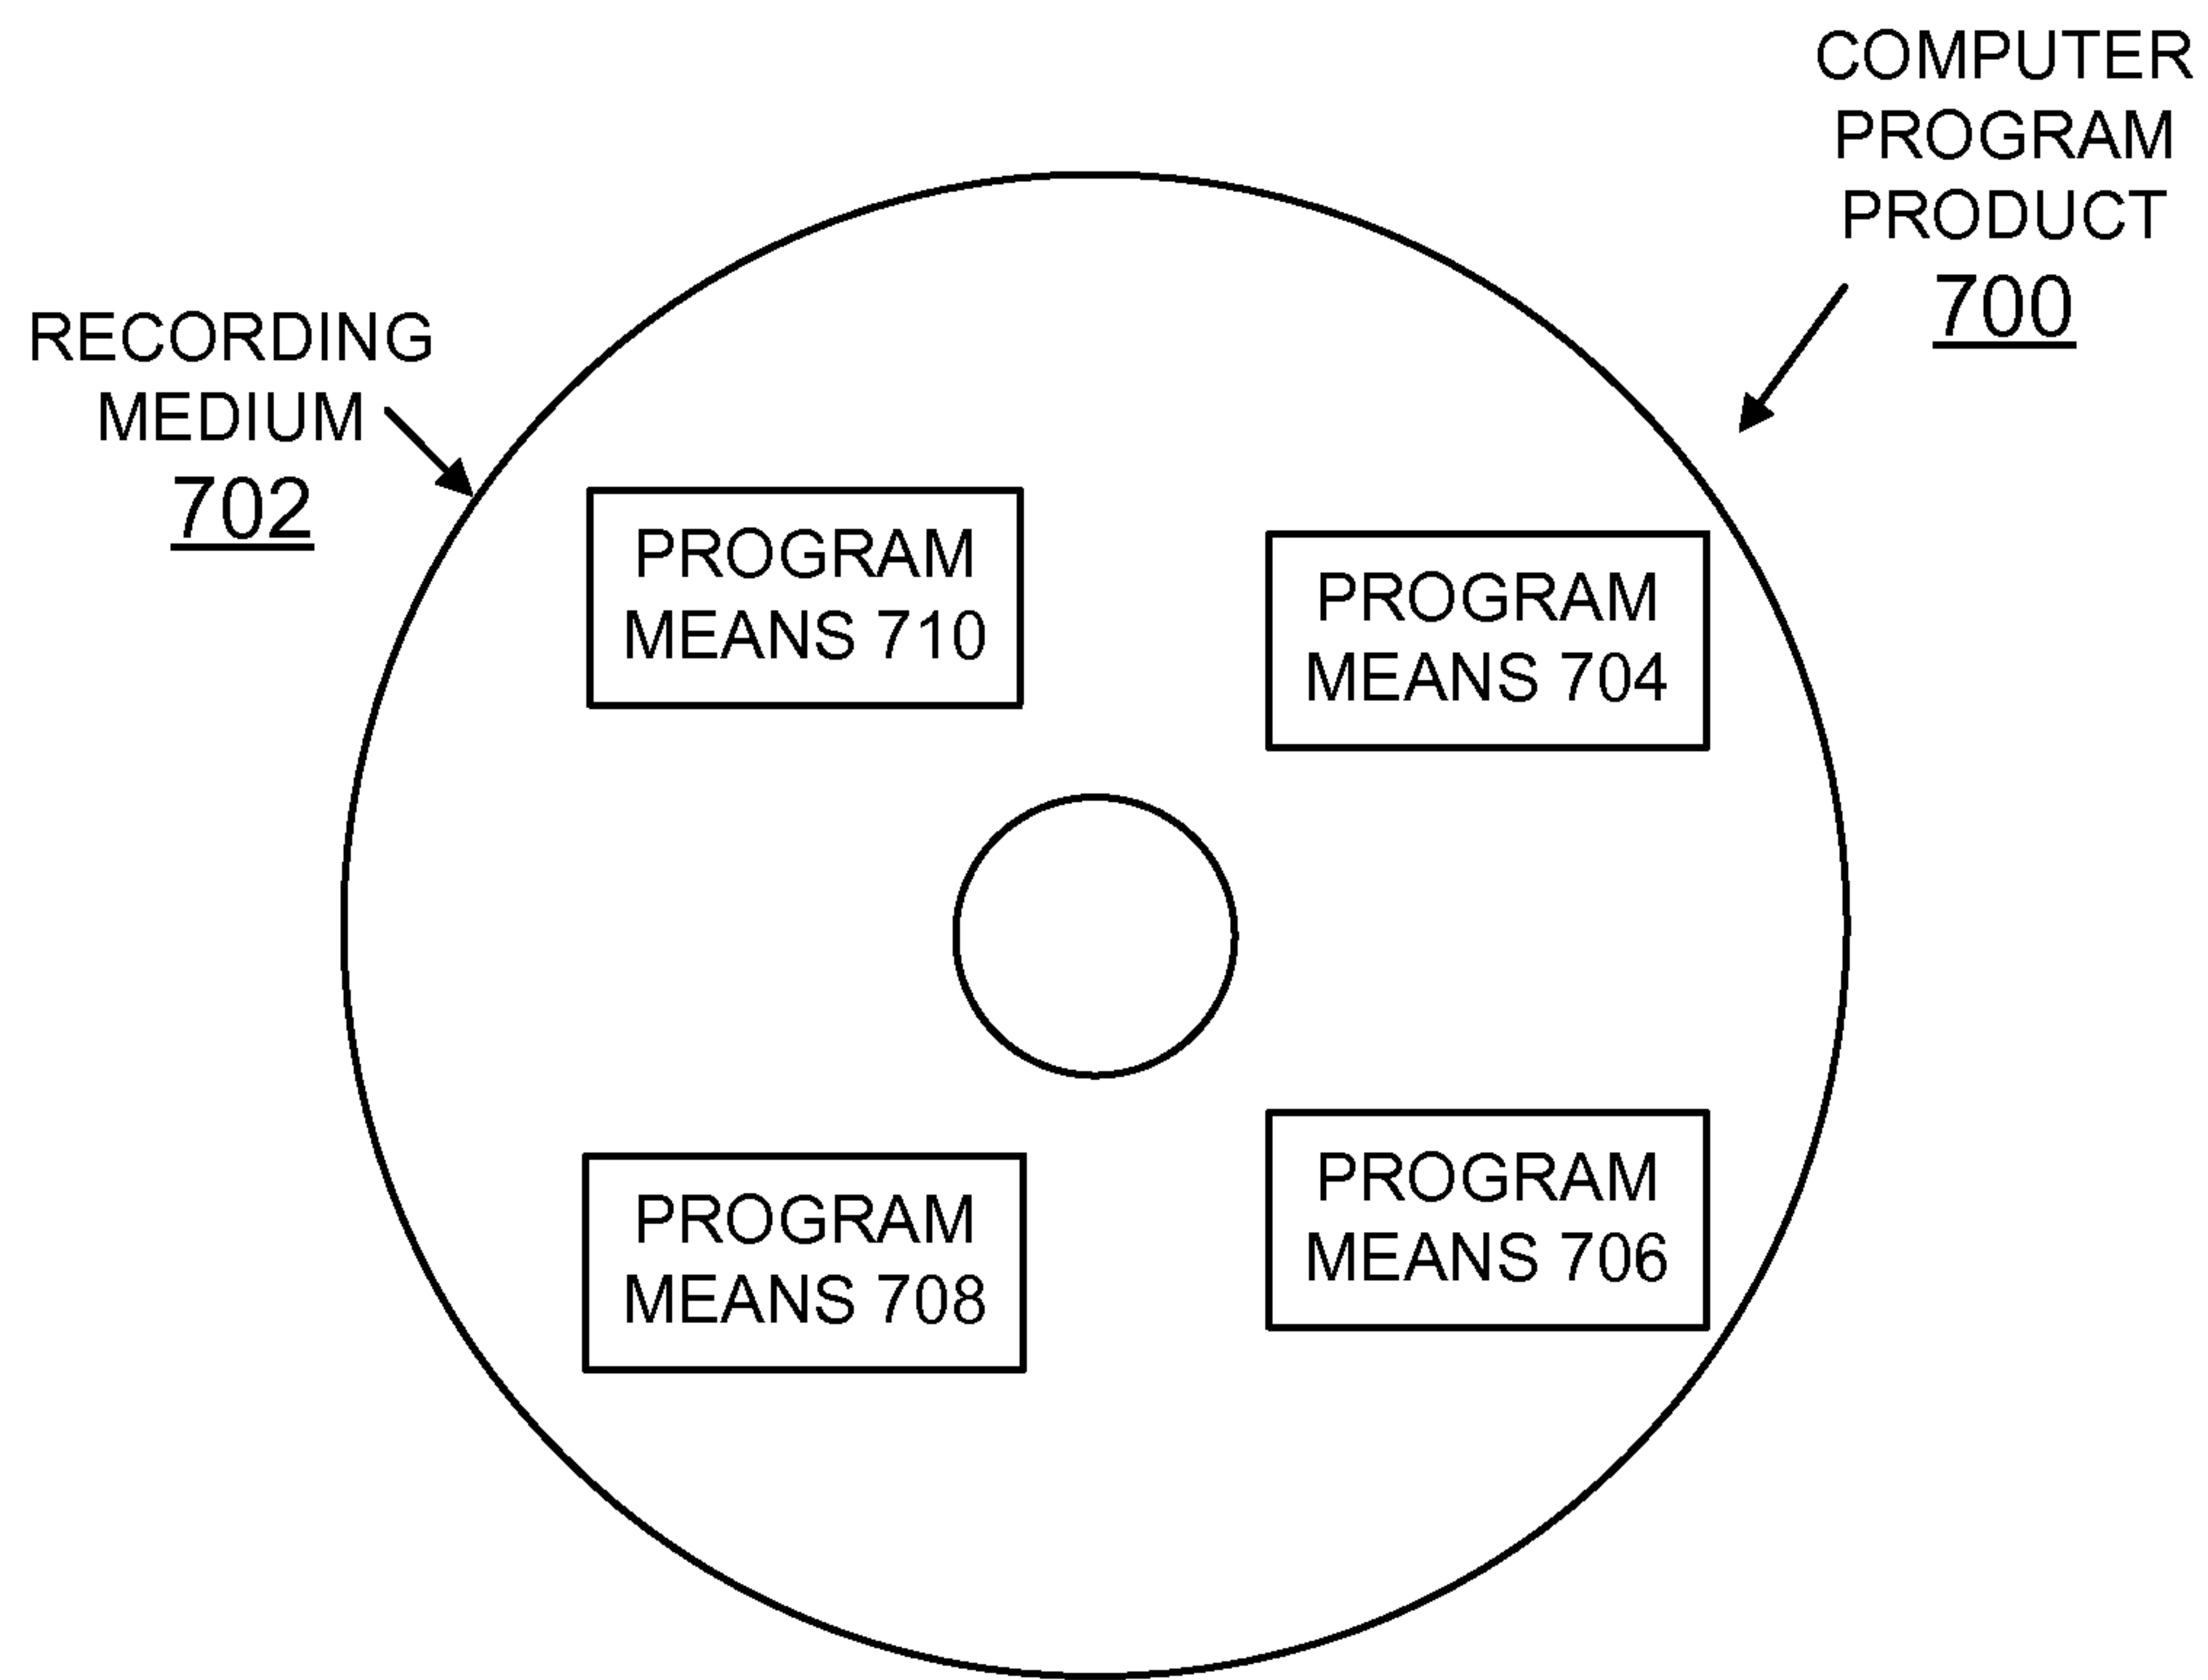 COMPUTER
PROGRAM
PRODUCT
700
RECORDING
MEDIUM
702
PROGRAM
MEANS 710
PROGRAM
MEANS 704
PROGRAM
MEANS 708
PROGRAM
MEANS 706